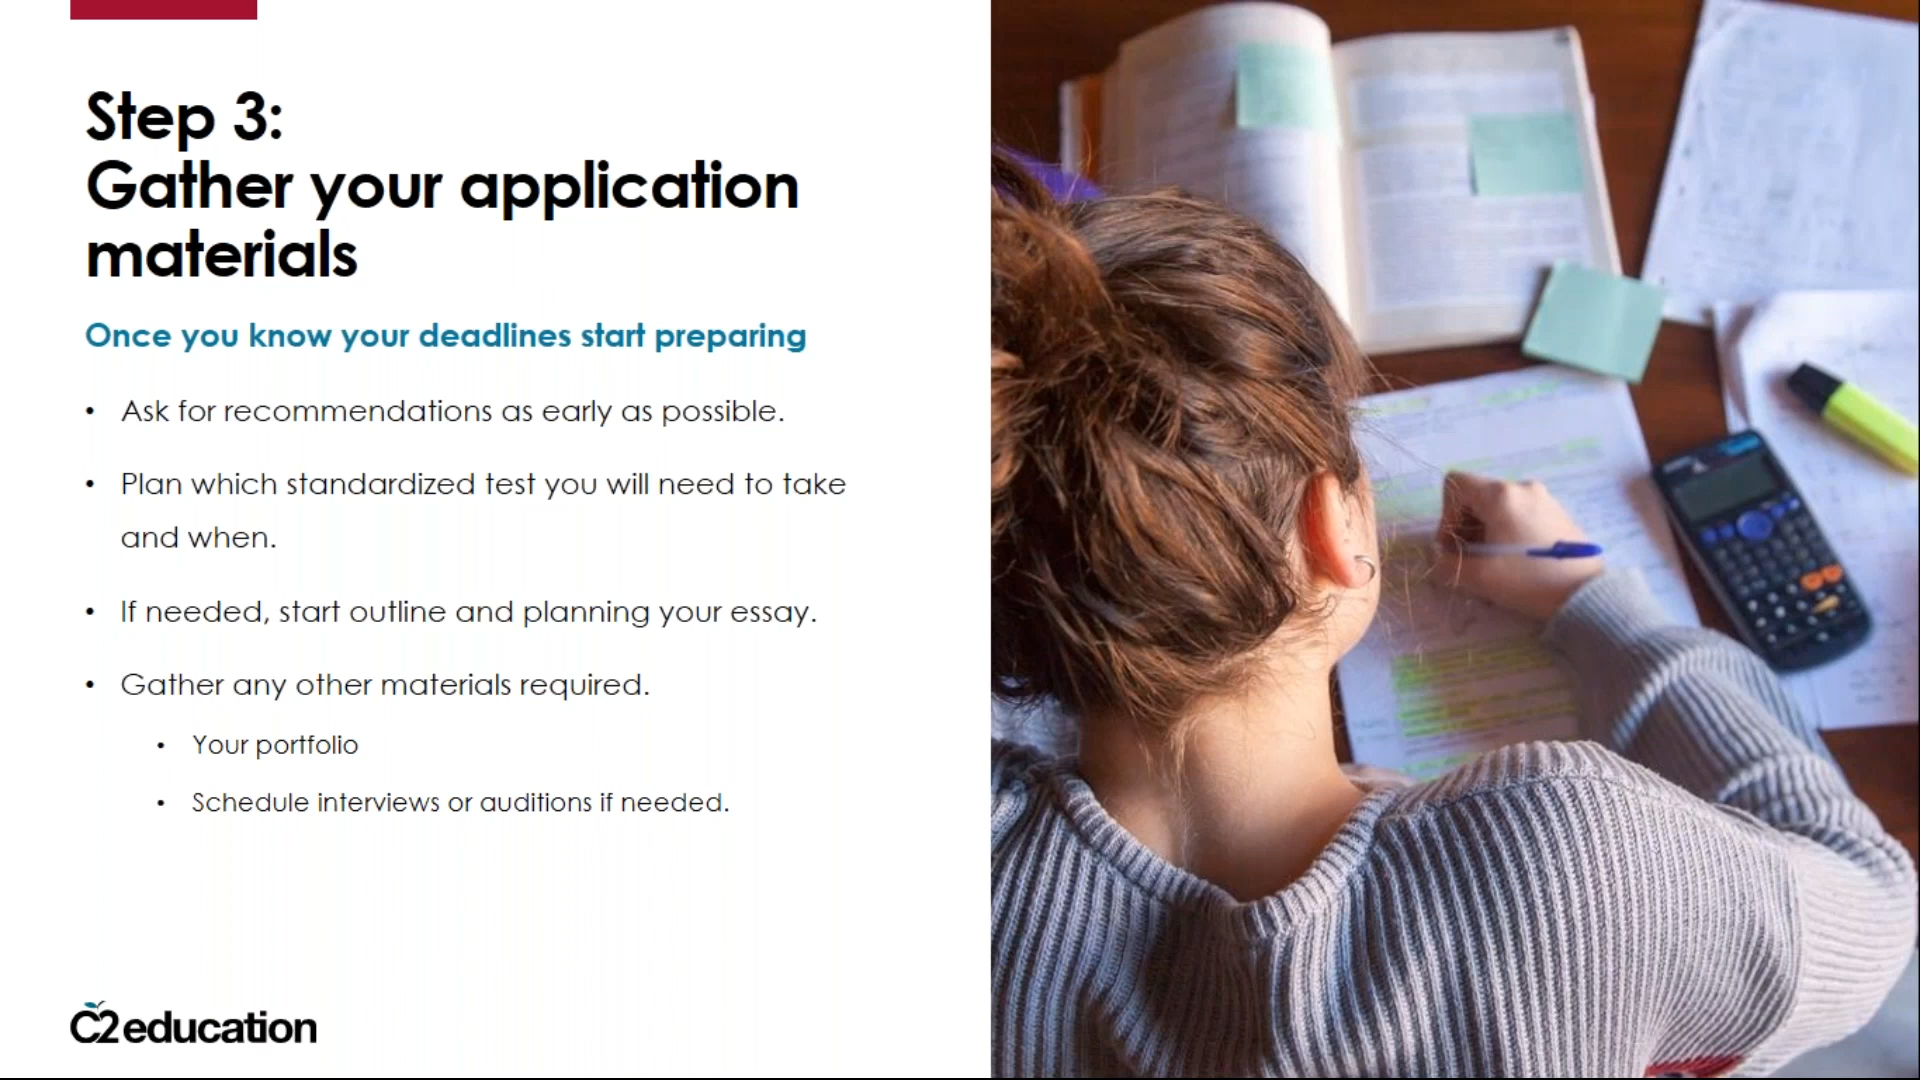 Step 3:
Gather your application
materials
Once you know your deadlines start preparing
• Ask for recommendations as early as possible.
• Plan which standardized test you will need to take
and when.
• If needed, start outline and planning your essay.
• Gather any other materials required.
• Your portfolio
• Schedule interviews or auditions if needed.
C2education